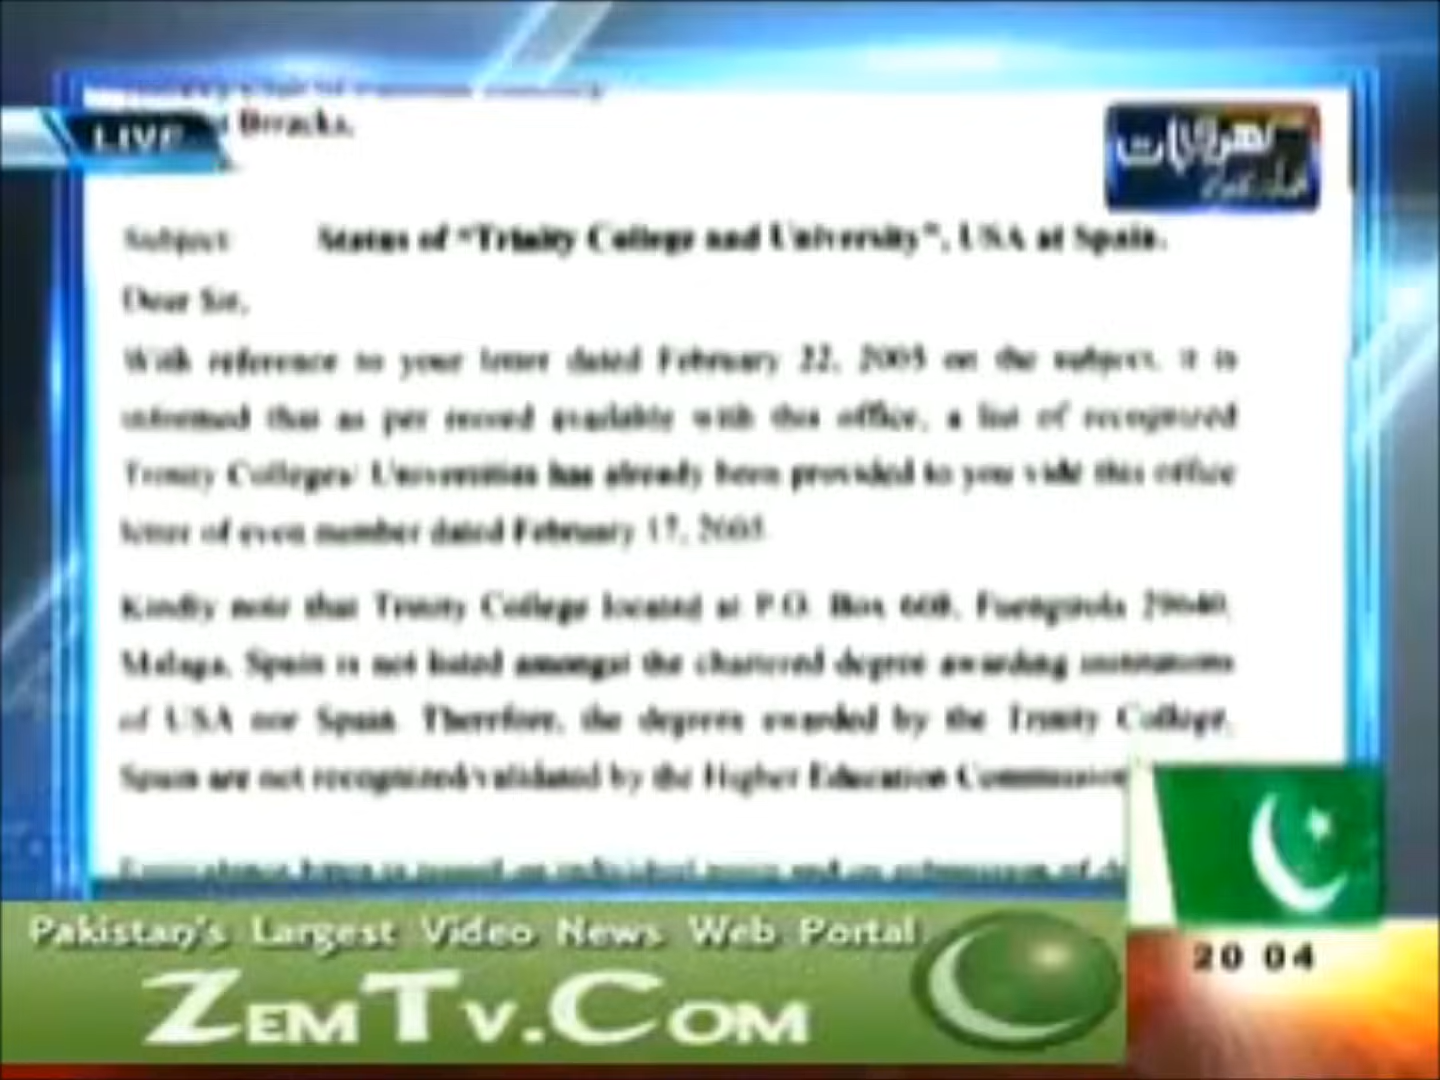 Beracks.
LIVE
Subject: Status of "Trinity College and University", USA at Spain.
Dear Sir,
With reference to your letter dated February 22, 2005 on the subject, it is
informed that as per record available with this office, a list of recognized
Trinity Colleges/ Universities has already been provided to you vide this office
letter of even number dated February 17, 2005.
Kindly note that Trinity College located at P.O. Box 608, Fuengirola 29640,
Malaga, Spain is not listed amongst the chartered degree awarding institutions
of USA nor Spain. Therefore, the degrees awarded by the Trinity College,
Spain are not recognized/validated by the Higher Education Commission
Pakistan's Largest Video News Web Portal
ZEMTV.COM
20 04